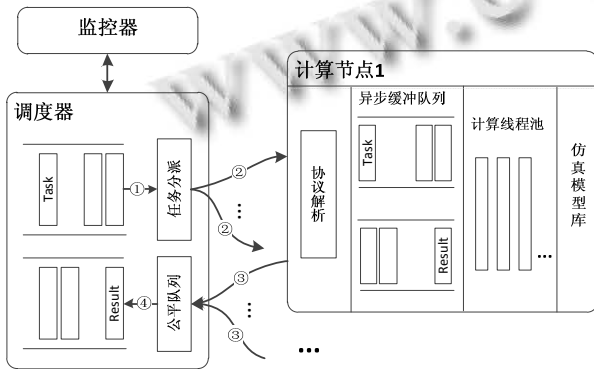 监控器
调度器
Task
①
任务分派
②
②
...
Result
④
公平队列
③
③
...
计算节点1
协议解析
异步缓冲队列
Task
Result
计算线程池
...
仿真模型库
...